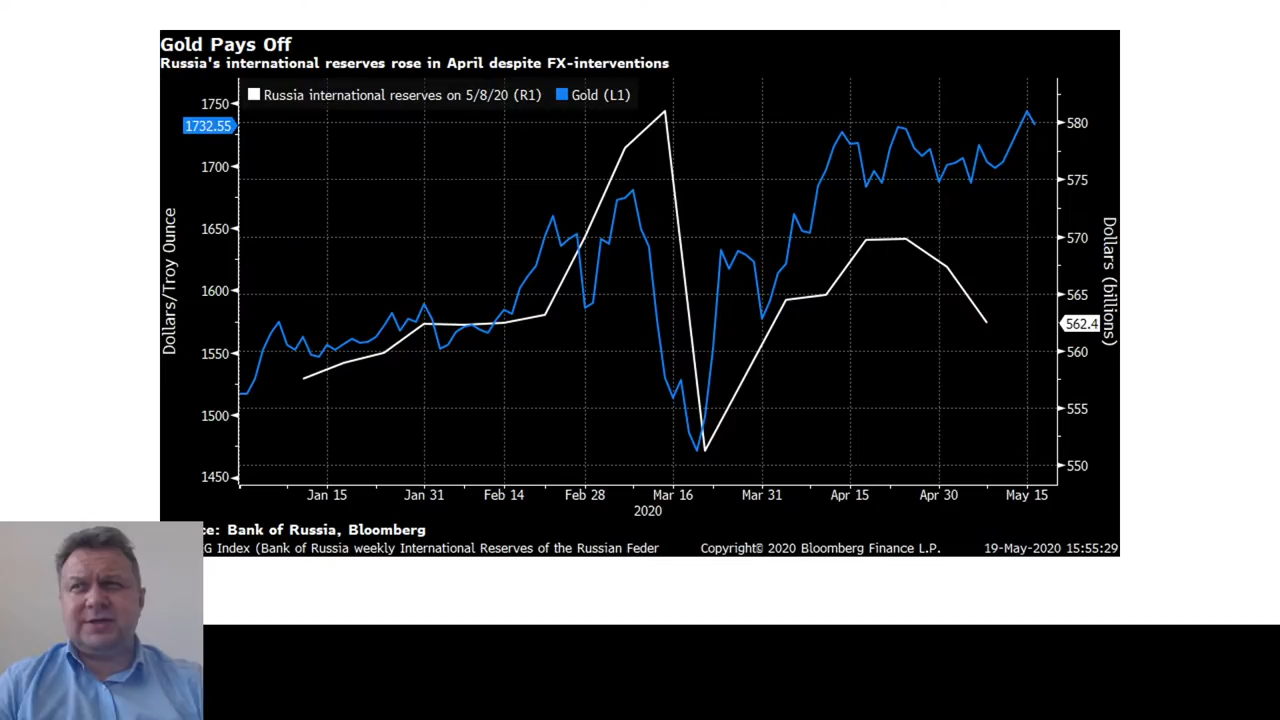 Gold Pays Off
Russia's international reserves rose in April despite FX-interventions
Russia international reserves on 5/8/20 (R1) Gold (L1)
1750
1732.55
1700
1650
1600
1550
1500
1450
Dollars/Troy Ounce
580
575
570
565
562.4
560
555
550
Dollars (billions)
Jan 15 Jan 31 Feb 14 Feb 28 Mar 16 Mar 31 Apr 15 Apr 30 May 15
2020
ce: Bank of Russia, Bloomberg
G Index (Bank of Russia weekly International Reserves of the Russian Feder Copyright© 2020 Bloomberg Finance L.P. 19-May-2020 15:55:29